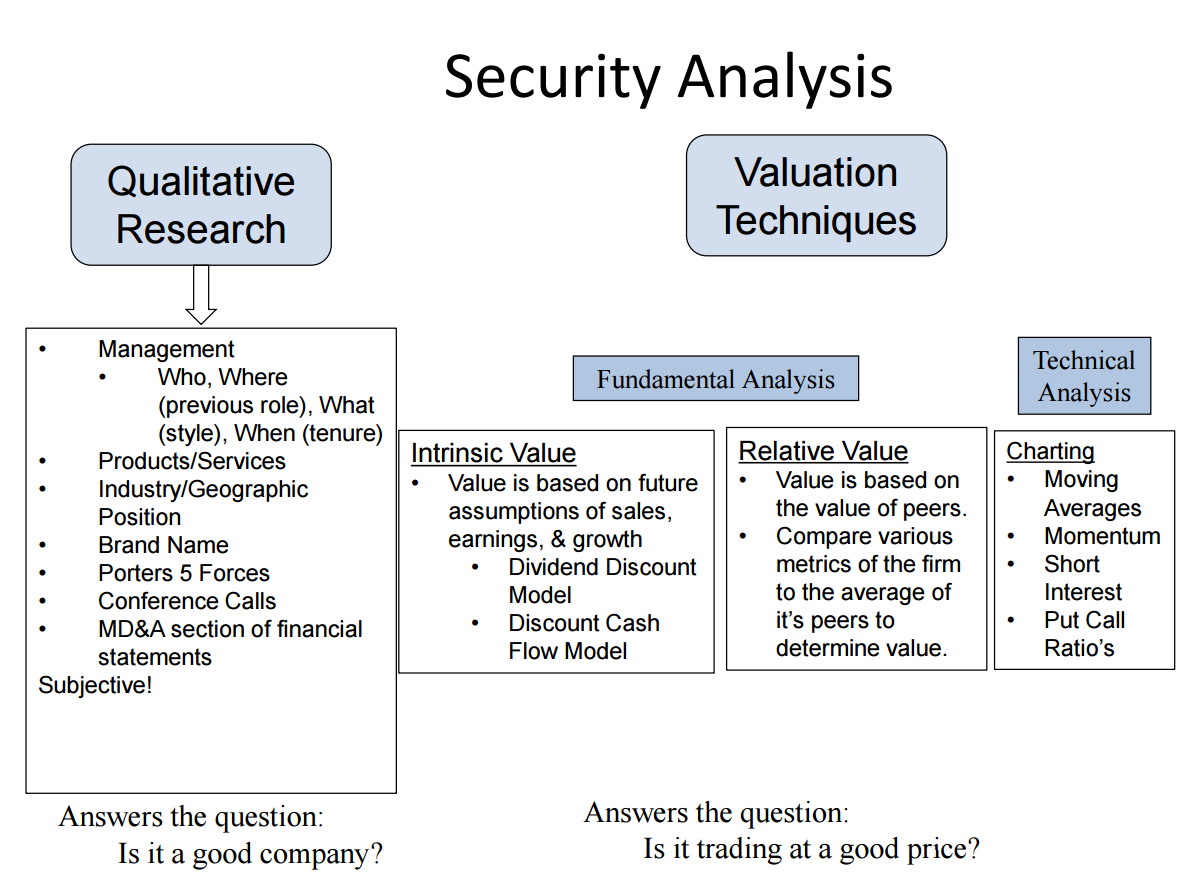 Security Analysis
Qualitative
Research
• Management
• Who, Where
(previous role), What
(style), When (tenure)
• Products/Services
• Industry/Geographic
Position
• Brand Name
• Porters 5 Forces
• Conference Calls
• MD&A section of financial
statements
Subjective!
Answers the question:
Is it a good company?
Valuation
Techniques
Fundamental Analysis
Intrinsic Value
• Value is based on future
assumptions of sales,
earnings, & growth
• Dividend Discount
Model
• Discount Cash
Flow Model
Relative Value
• Value is based on
the value of peers.
• Compare various
metrics of the firm
to the average of
it’s peers to
determine value.
Technical
Analysis
Charting
• Moving
Averages
• Momentum
• Short
Interest
• Put Call
Ratio’s
Answers the question:
Is it trading at a good price?